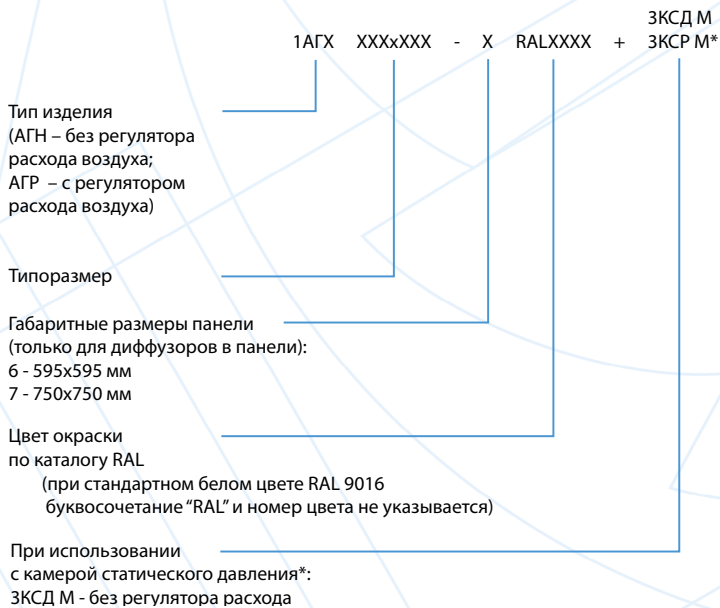 3КСД М
1АГХ XXXxXXX - X RALXXXX + 3КСР М*
Тип изделия
(АГН – без регулятора
расхода воздуха;
АГР – с регулятором
расхода воздуха)
Типоразмер
Габаритные размеры панели
(только для диффузоров в панели):
6 - 595x595 мм
7 - 750x750 мм
Цвет окраски
по каталогу RAL
(при стандартном белом цвете RAL 9016
буквосочетание “RAL” и номер цвета не указывается)
При использовании
с камерой статического давления*:
3КСД М - без регулятора расхода